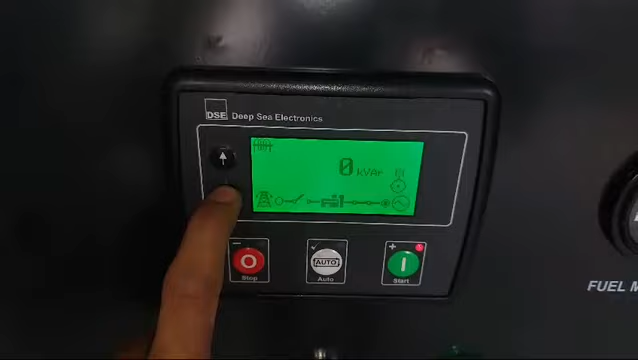 DSE Deep Sea Electronics
0 kVAr
Stop
AUTO
Auto
Start
FUEL M